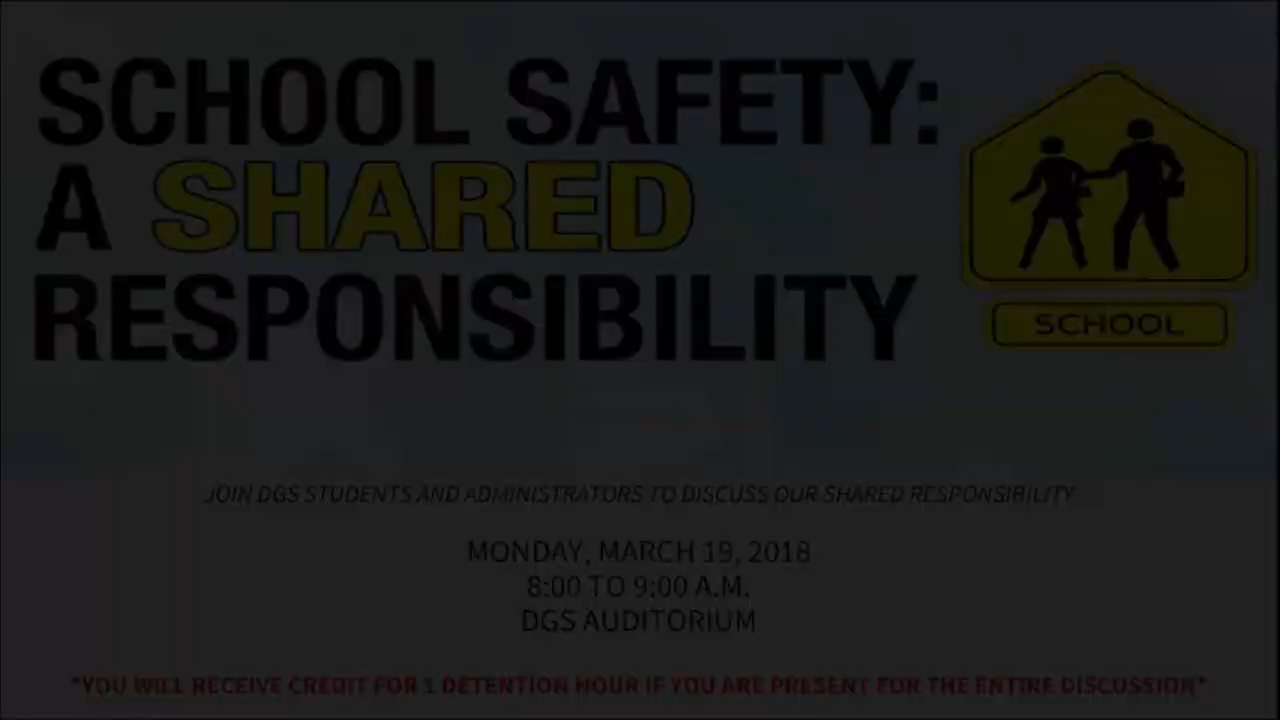 SCHOOL SAFETY:
A SHARED
RESPONSIBILITY
SCHOOL
JOIN DGS STUDENTS AND ADMINISTRATORS TO DISCUSS OUR SHARED RESPONSIBILITY
MONDAY, MARCH 19, 2018
8:00 TO 9:00 A.M.
DGS AUDITORIUM
*YOU WILL RECEIVE CREDIT FOR 1 DETENTION HOUR IF YOU ARE PRESENT FOR THE ENTIRE DISCUSSION*